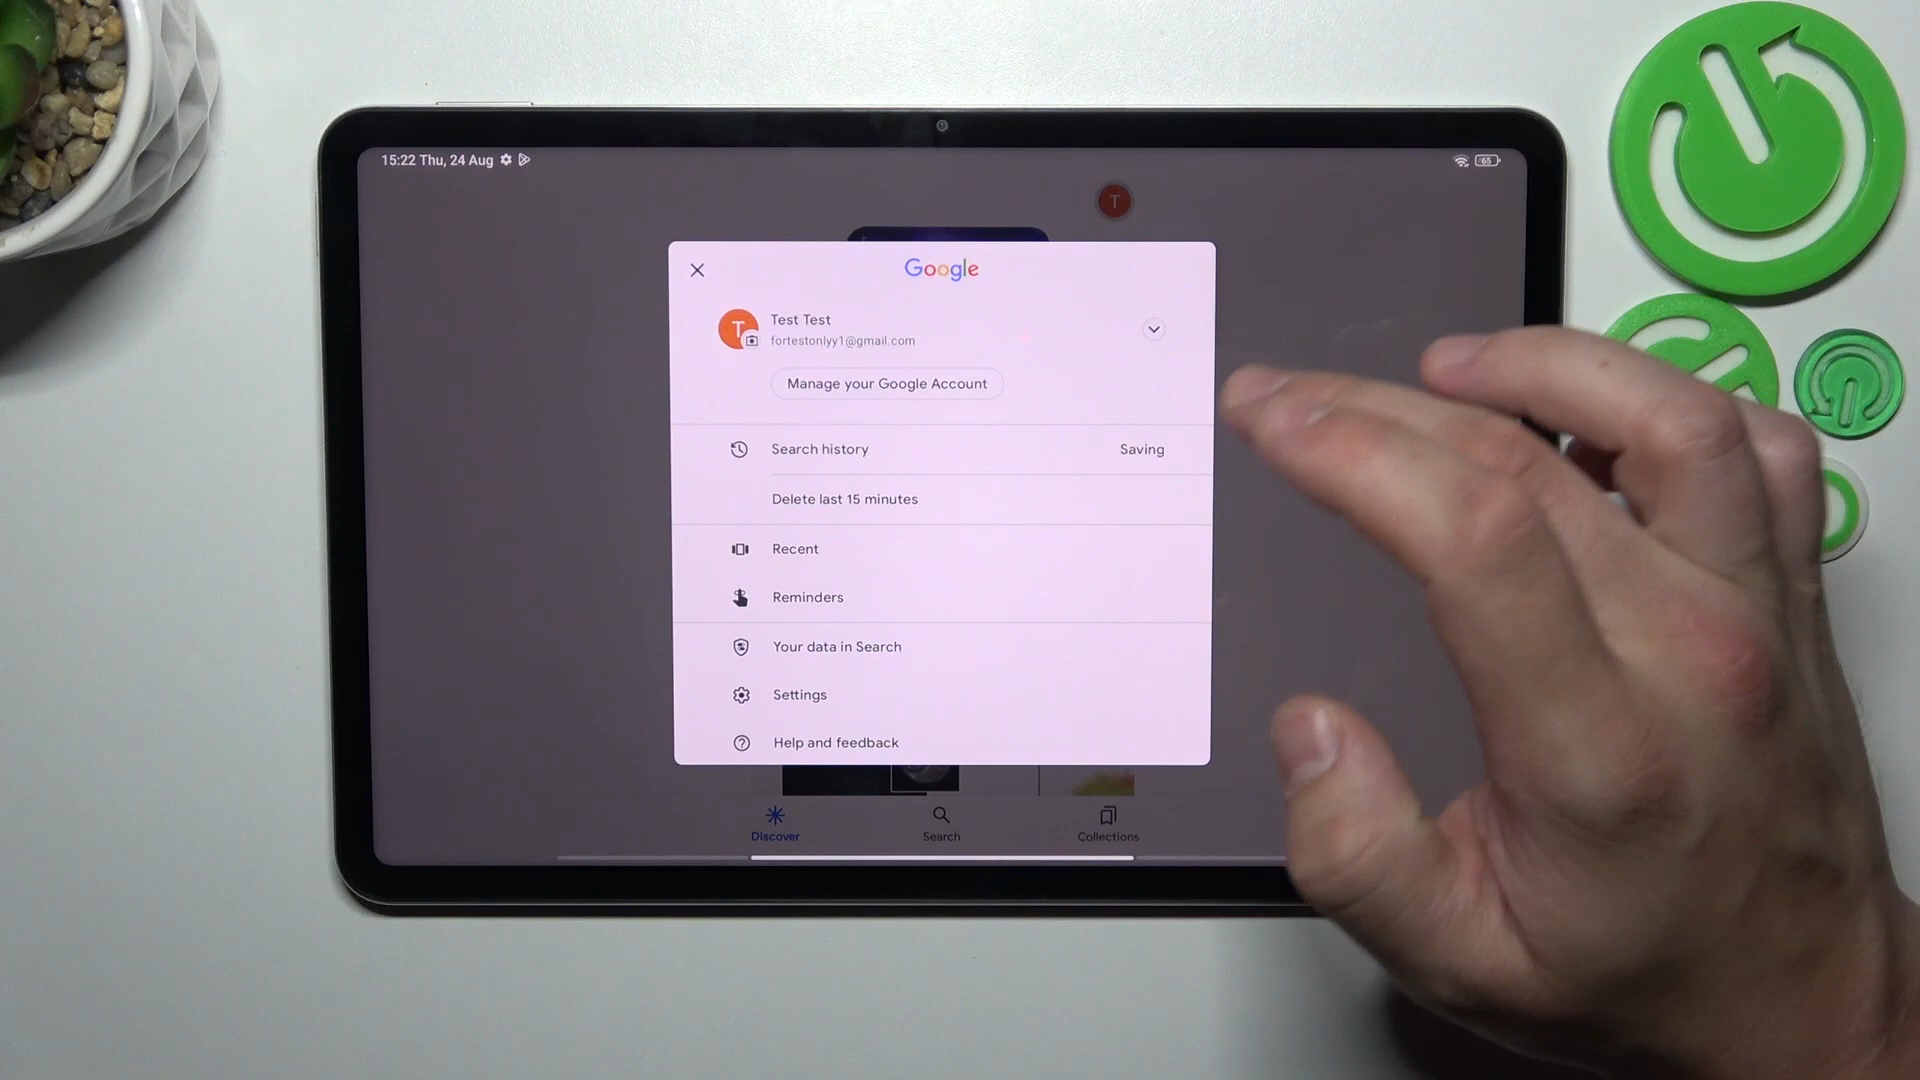 15:22 Thu, 24 Aug
65
T
Google
T
Test Test
fortestonlyy1@gmail.com
Manage your Google Account
Search history
Saving
Delete last 15 minutes
Recent
Reminders
Your data in Search
Settings
Help and feedback
Discover
Search
Collections